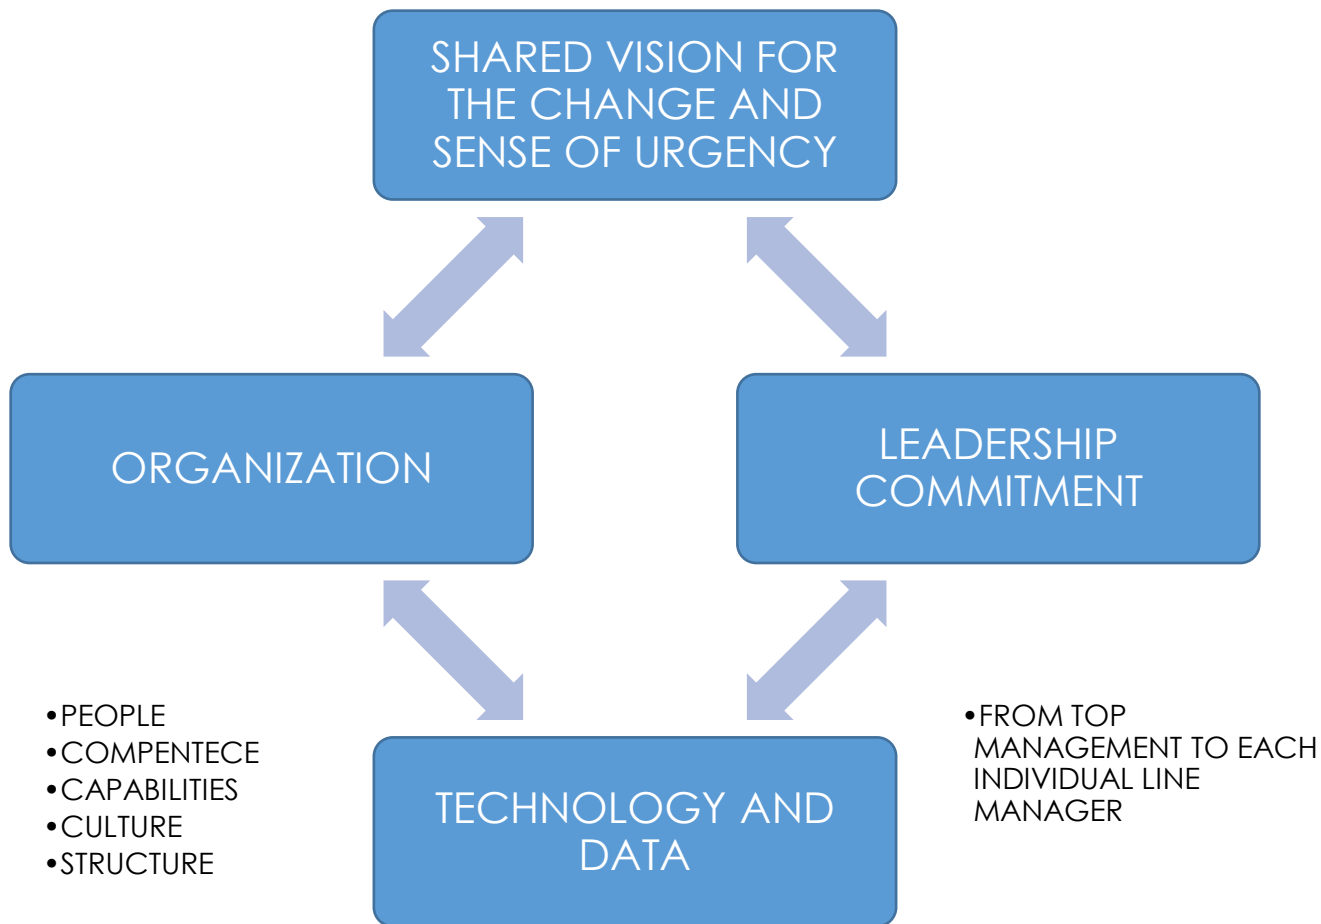 SHARED VISION FOR
THE CHANGE AND
SENSE OF URGENCY
ORGANIZATION
LEADERSHIP
COMMITMENT
•PEOPLE
•COMPENTECE
•CAPABILITIES
•CULTURE
•STRUCTURE
TECHNOLOGY AND
DATA
•FROM TOP
MANAGEMENT TO EACH
INDIVIDUAL LINE
MANAGER